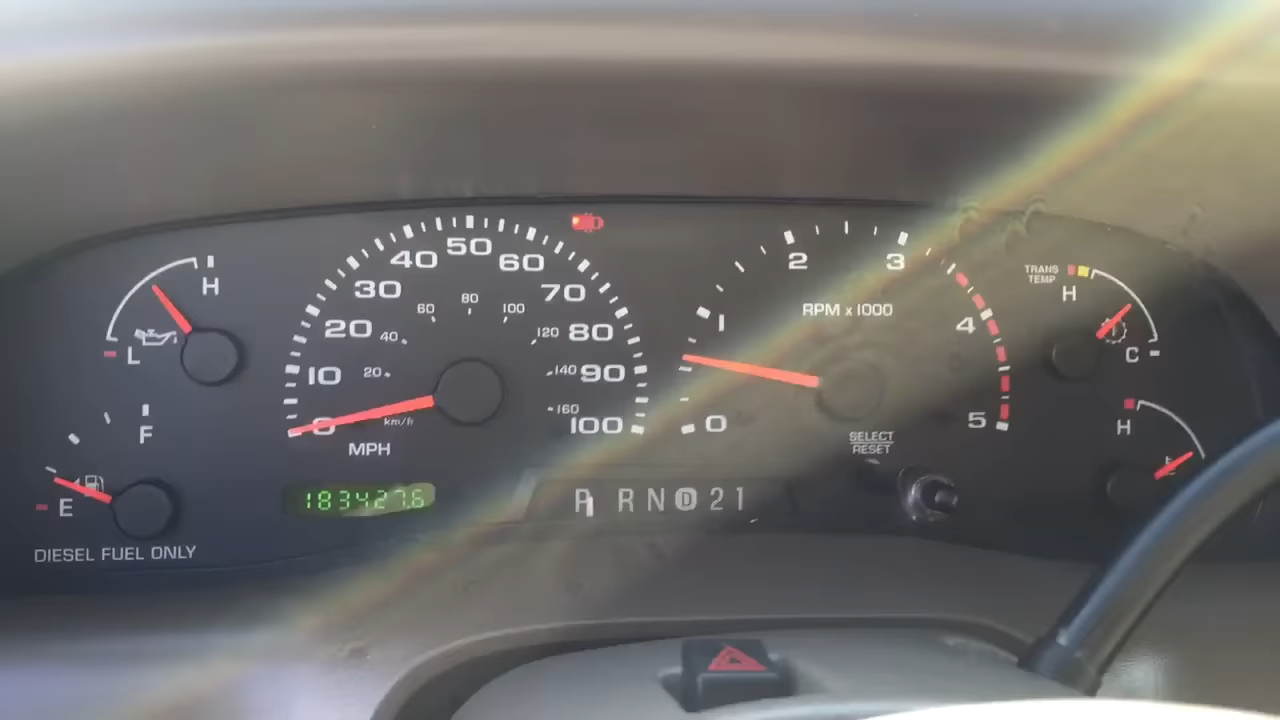 H
L
F
E
DIESEL FUEL ONLY
0
10
20
30
40
50
60
70
80
90
100
20
40
60
80
100
120
140
160
km/h
MPH
183427.6
0
1
2
3
4
5
RPM x 1000
SELECT
RESET
P R N D 2 1
TRANS
TEMP
H
C
H